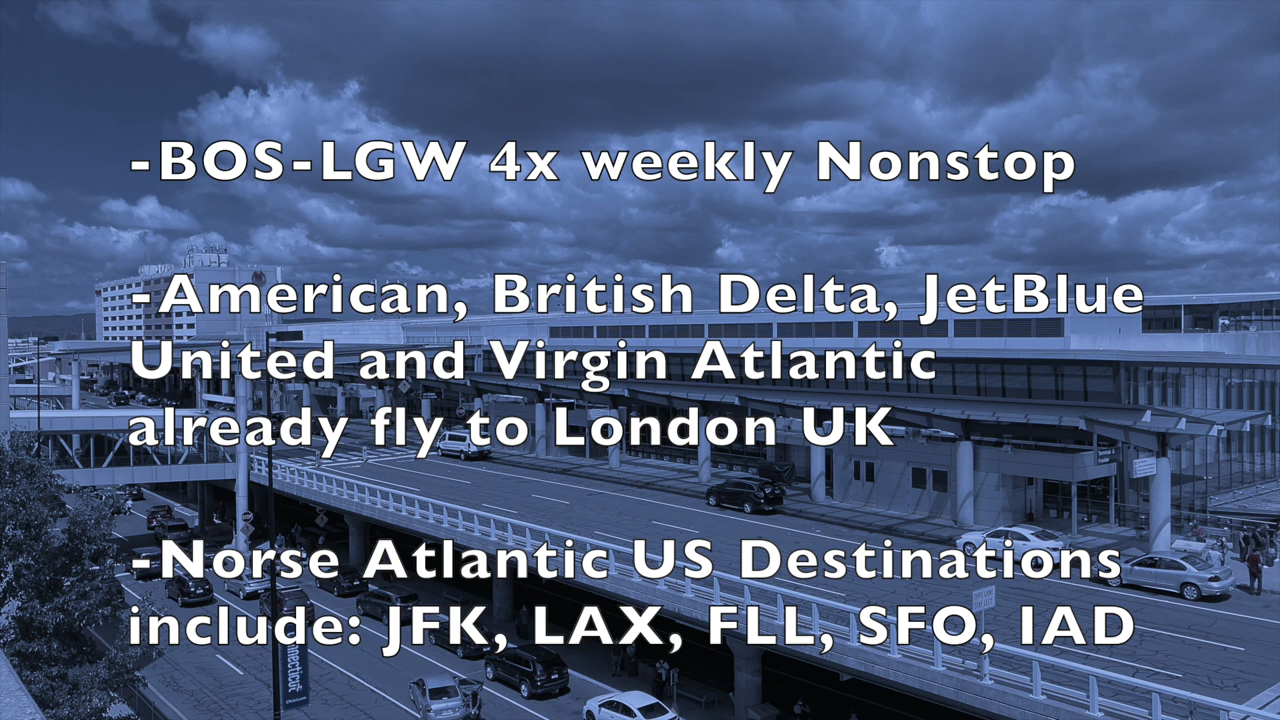 -BOS-LGW 4x weekly Nonstop
-American, British Delta, JetBlue
United and Virgin Atlantic
already fly to London UK
-Norse Atlantic US Destinations
include: JFK, LAX, FLL, SFO, IAD